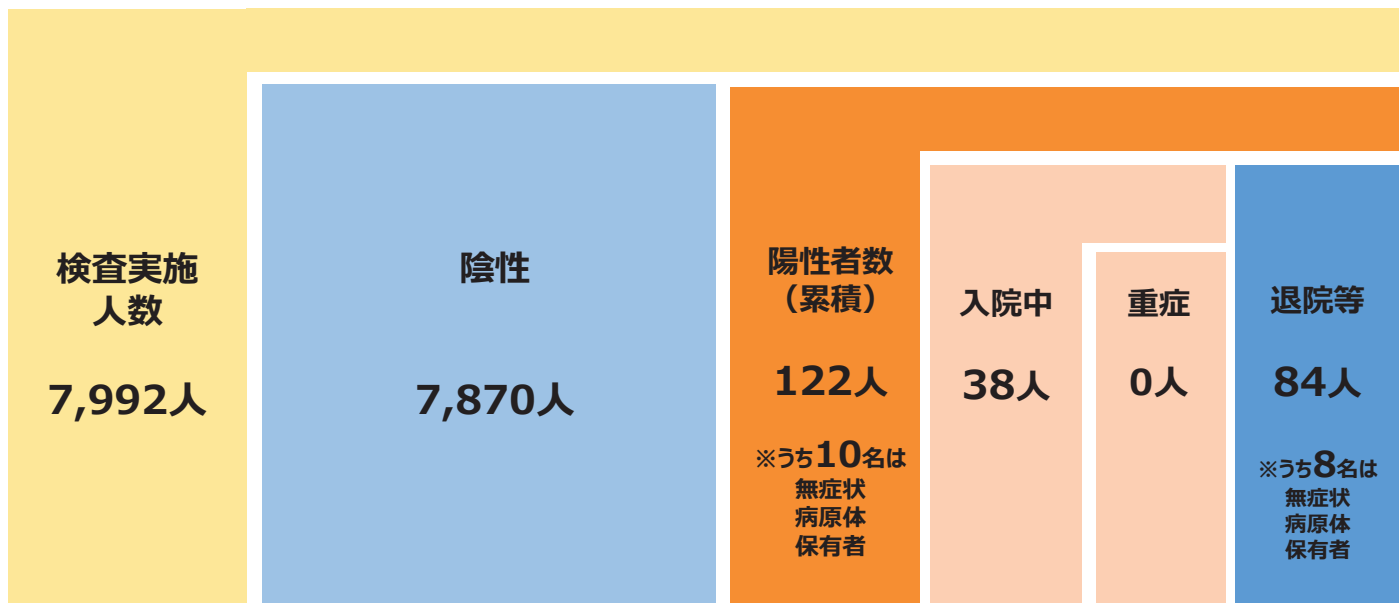 検査実施
人数
7,992人
陰性
7,870人
陽性者数
（累積）
122人
※うち10名は
無症状
病原体
保有者
入院中
38人
重症
0人
退院等
84人
※うち8名は
無症状
病原体
保有者